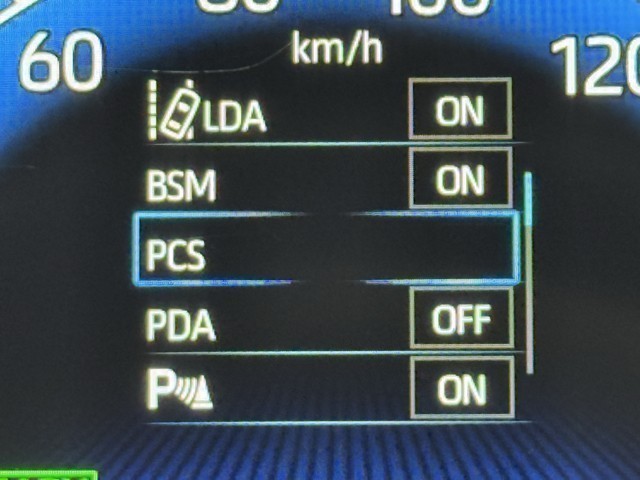 60
km/h
120
LDA ON
BSM ON
PCS
PDA OFF
P ON